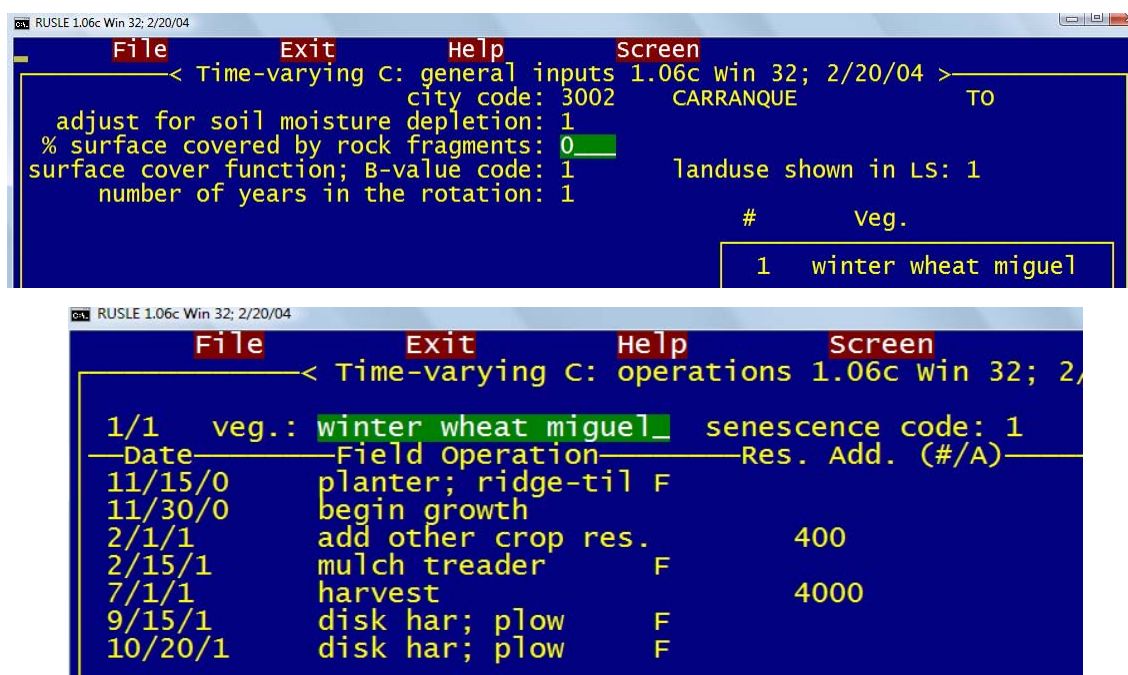 RUSLE 1.06c Win 32; 2/20/04
File Exit Help Screen
< Time-varying C: general inputs 1.06c Win 32; 2/20/04 >
city code: 3002 CARRANQUE TO
adjust for soil moisture depletion: 1
% surface covered by rock fragments: 0___
surface cover function; B-value code: 1 landuse shown in LS: 1
number of years in the rotation: 1
# Veg.
1 winter wheat miguel
RUSLE 1.06c Win 32; 2/20/04
File Exit Help Screen
< Time-varying C: operations 1.06c Win 32; 2/
1/1 veg.: winter wheat miguel_ senescence code: 1
Date Field Operation Res. Add. (#/A)
11/15/0 planter; ridge-til F
11/30/0 begin growth
2/1/1 add other crop res. 400
2/15/1 mulch treader F
7/1/1 harvest 4000
9/15/1 disk har; plow F
10/20/1 disk har; plow F